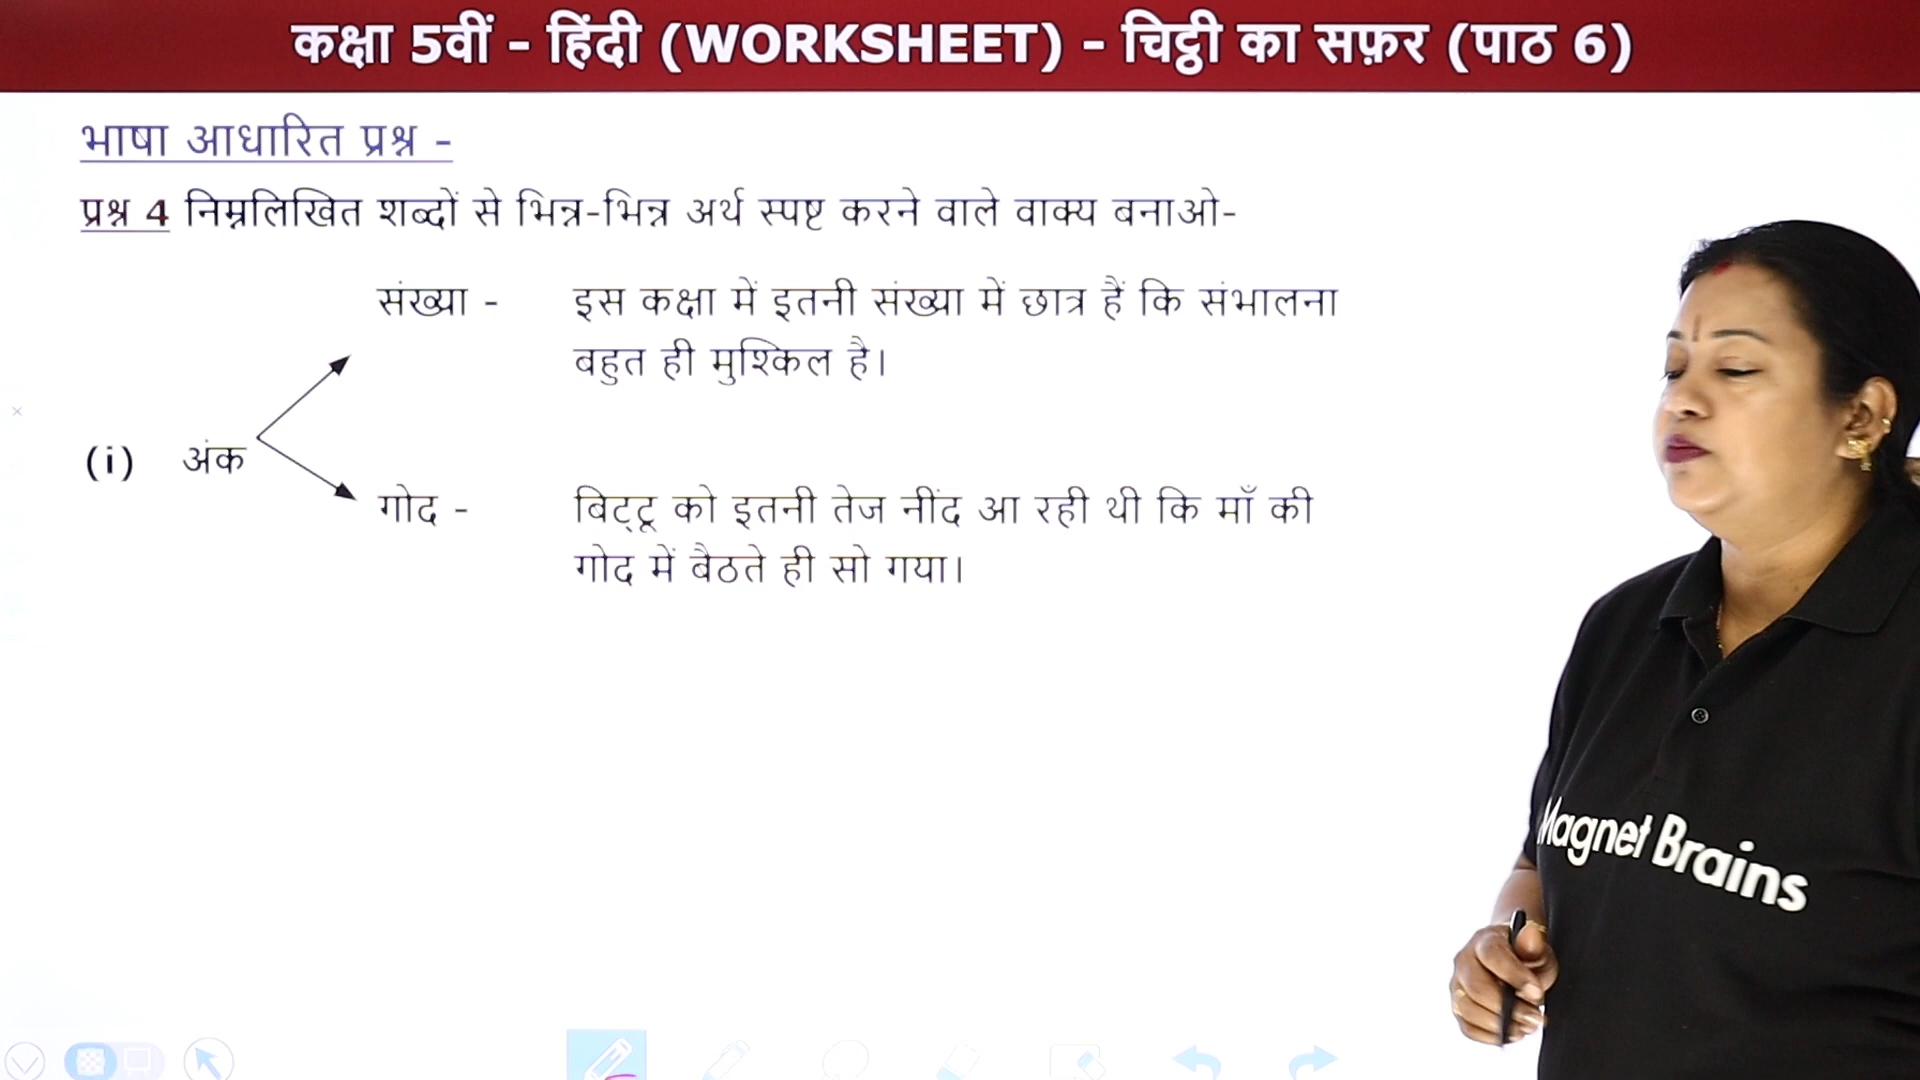 कक्षा 5वीं – हिंदी (WORKSHEET) – चिट्ठी का सफ़र (पाठ 6)
भाषा आधारित प्रश्न -
प्रश्न 4 निम्नलिखित शब्दों से भिन्न-भिन्न अर्थ स्पष्ट करने वाले वाक्य बनाओ-
संख्या - इस कक्षा में इतनी संख्या में छात्र हैं कि संभालना
बहुत ही मुश्किल है।
(i) अंक
गोद - बिट्टू को इतनी तेज नींद आ रही थी कि माँ की
गोद में बैठते ही सो गया।
Magnet Brains